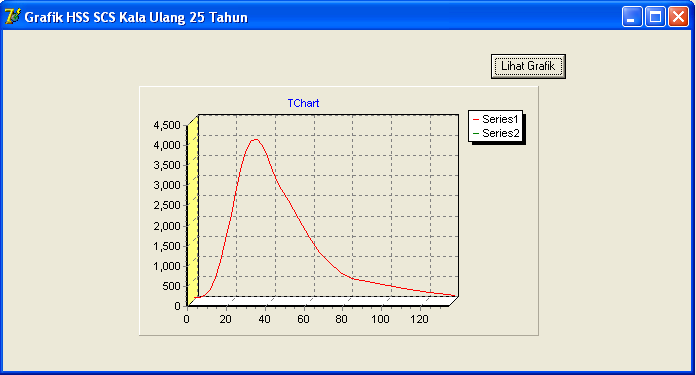 Grafik HSS SCS Kala Ulang 25 Tahun
Lihat Grafik
TChart
Series1
Series2
4,500
4,000
3,500
3,000
2,500
2,000
1,500
1,000
500
0
0 20 40 60 80 100 120